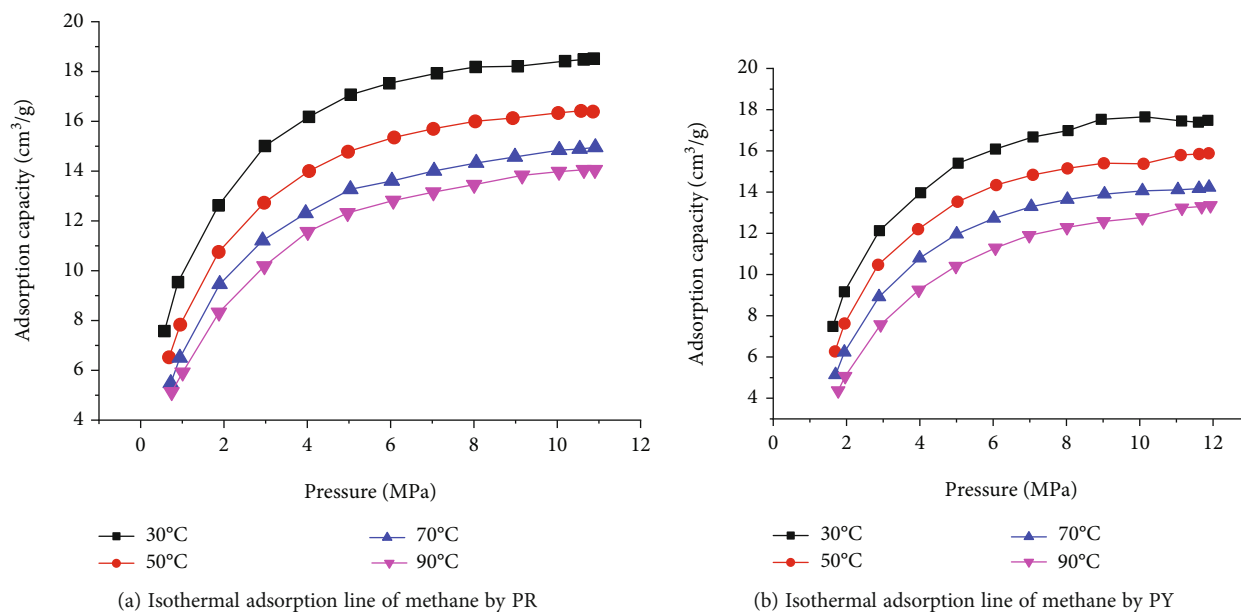 20
18
16
14
12
10
8
6
4
Adsorption capacity (cm³/g)
0 2 4 6 8 10 12
Pressure (MPa)
30°C 70°C
50°C 90°C
(a) Isothermal adsorption line of methane by PR
20
18
16
14
12
10
8
6
4
Adsorption capacity (cm³/g)
0 2 4 6 8 10 12
Pressure (MPa)
30°C 70°C
50°C 90°C
(b) Isothermal adsorption line of methane by PY